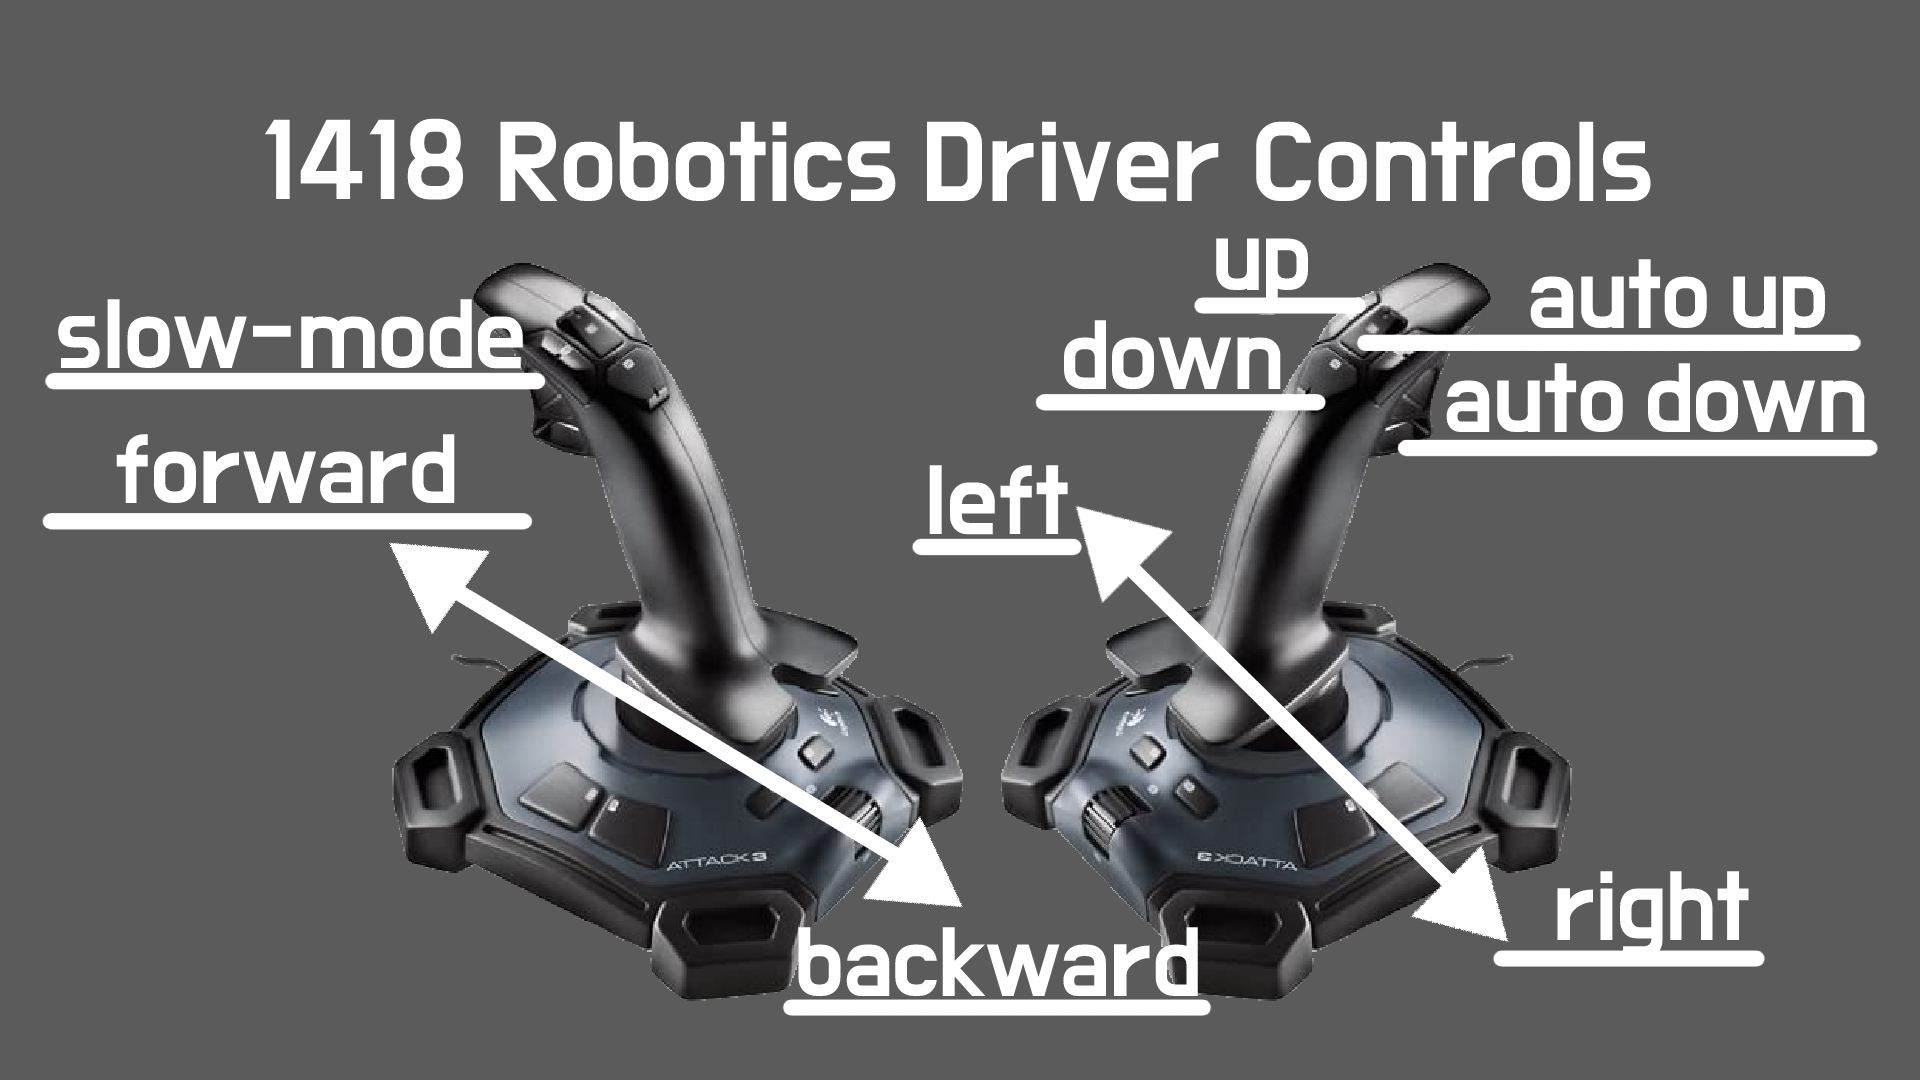 1418 Robotics Driver Controls
up
auto up
slow-mode
down
auto down
forward
left
ATTACK 3
ATTACK 3
right
backward